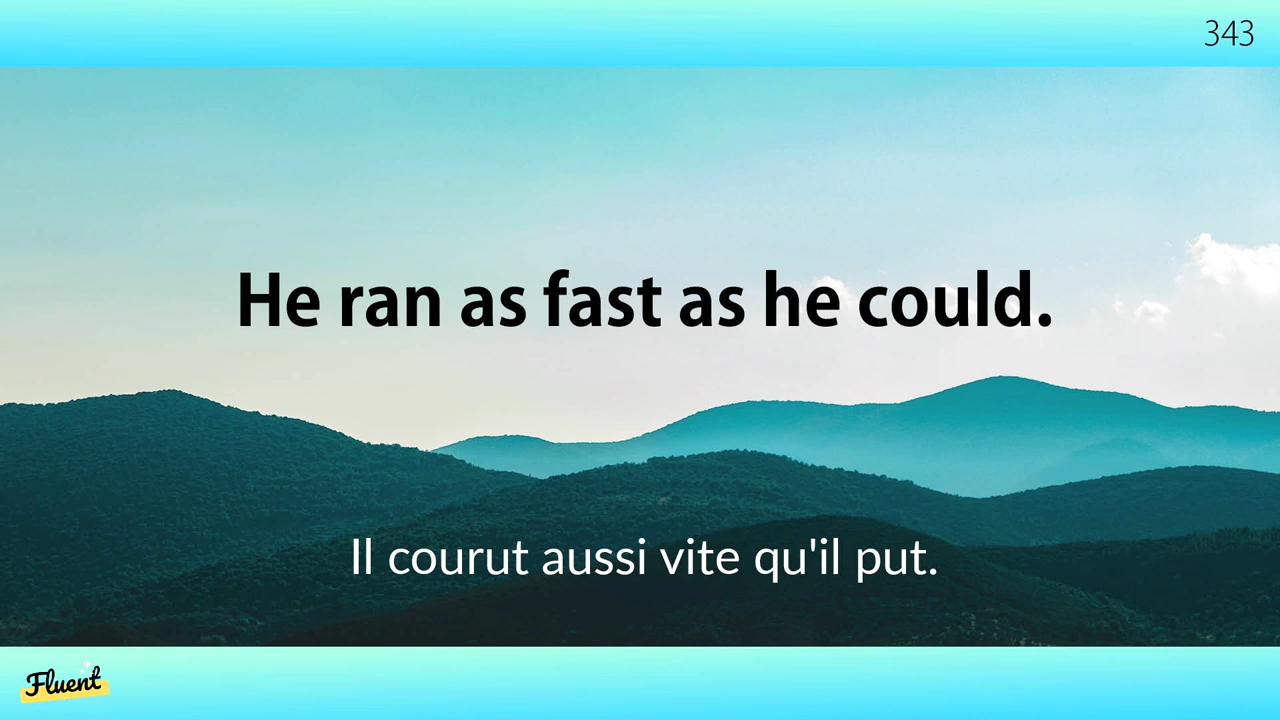 343
He ran as fast as he could.
Il courut aussi vite qu'il put.
Fluent